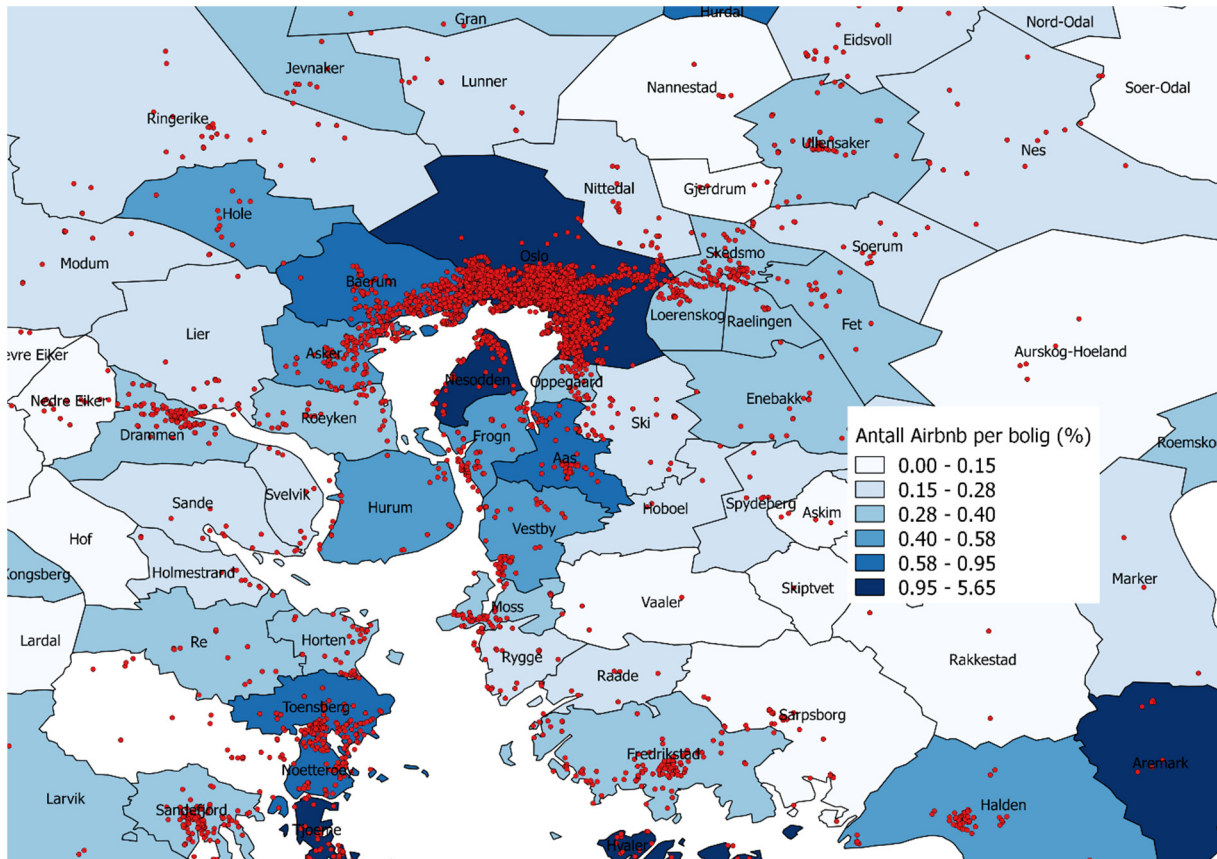 Gran
Hurdal
Nord-Odal
Eidsvoll
Jevnaker
Lunner
Nannestad
Soer-Odal
Ringerike
Ullensaker
Nes
Nittedal
Gjerdrum
Hole
Skedsmo
Soerum
Oslo
Modum
Baerum
Loerenskog
Raelingen
Fet
Lier
Asker
Aurskog-Hoeland
evre Eiker
Nesodden
Oppegaard
Nedre Eiker
Roeyken
Enebakk
Drammen
Frogn
Ski
Aas
Antall Airbnb per bolig (%)
0.00 - 0.15
0.15 - 0.28
0.28 - 0.40
0.40 - 0.58
0.58 - 0.95
0.95 - 5.65
Roemsko
Sande
Svelvik
Hurum
Hoboel
Spydeberg
Askim
Vestby
Hof
Holmestrand
Kongsberg
Skiptvet
Marker
Moss
Vaaler
Lardal
Re
Horten
Rygge
Raade
Rakkestad
Toensberg
Sarpsborg
Fredrikstad
Noetteroey
Aremark
Larvik
Sandefjord
Halden
Tjoeme
Hvaler